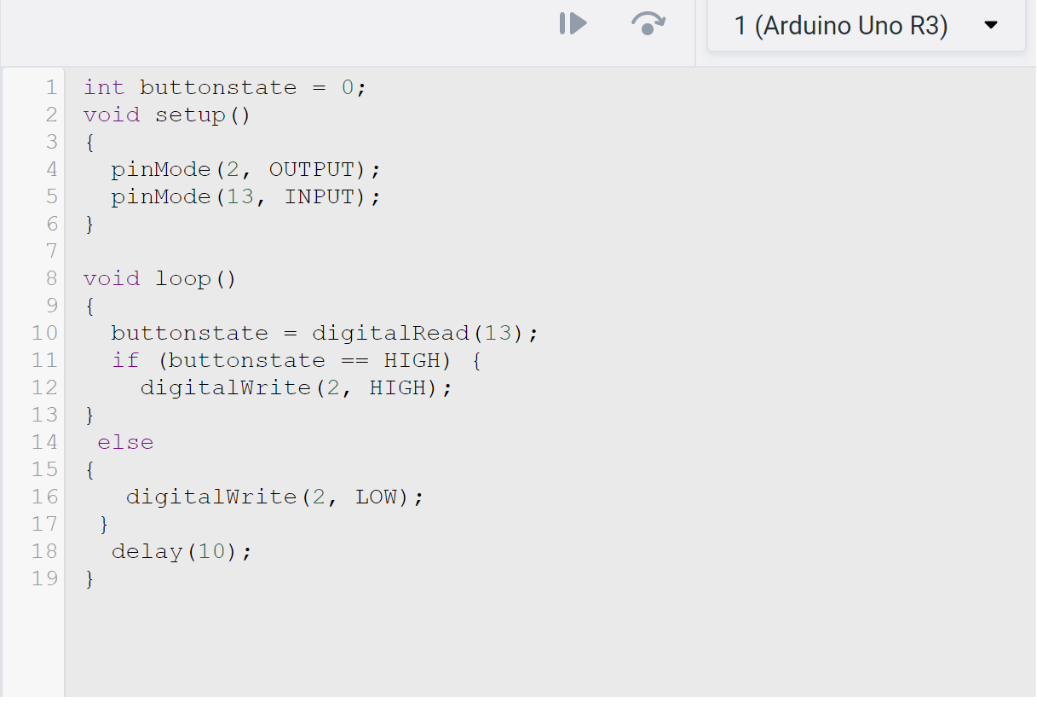 1 (Arduino Uno R3)
1 int buttonstate = 0;
2 void setup()
3 {
4   pinMode(2, OUTPUT);
5   pinMode(13, INPUT);
6 }
7
8 void loop()
9 {
10   buttonstate = digitalRead(13);
11   if (buttonstate == HIGH) {
12     digitalWrite(2, HIGH);
13 }
14  else
15 {
16    digitalWrite(2, LOW);
17  }
18   delay(10);
19 }